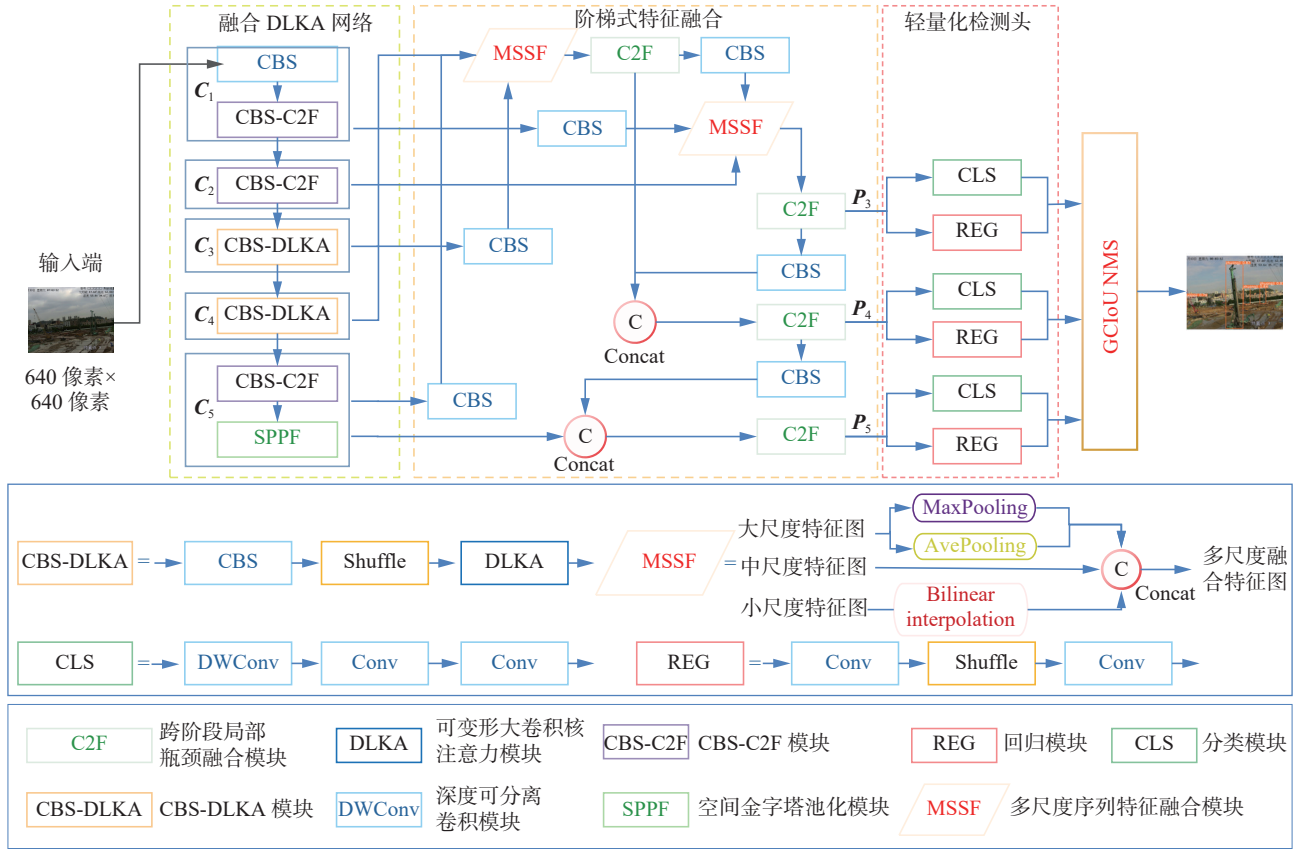 融合 DLKA 网络
阶梯式特征融合
轻量化检测头
CBS
C1
CBS-C2F
C2
CBS-C2F
C3
CBS-DLKA
C4
CBS-DLKA
CBS-C2F
C5
SPPF
输入端
640 像素×
640 像素
MSSF
C2F
CBS
CBS
MSSF
CBS
C2F
P3
CBS
C
Concat
C2F
P4
CBS
CBS
C
Concat
C2F
P5
CLS
REG
CLS
REG
CLS
REG
GCIoU NMS
CBS-DLKA
=
CBS
Shuffle
DLKA
MSSF
=
大尺度特征图
MaxPooling
AvePooling
中尺度特征图
小尺度特征图
Bilinear
interpolation
C
Concat
多尺度融
合特征图
CLS
=
DWConv
Conv
Conv
REG
=
Conv
Shuffle
Conv
C2F
跨阶段局部
瓶颈融合模块
DLKA
可变形大卷积核
注意力模块
CBS-C2F
CBS-C2F 模块
REG
回归模块
CLS
分类模块
CBS-DLKA
CBS-DLKA 模块
DWConv
深度可分离
卷积模块
SPPF
空间金字塔池化模块
MSSF
多尺度序列特征融合模块